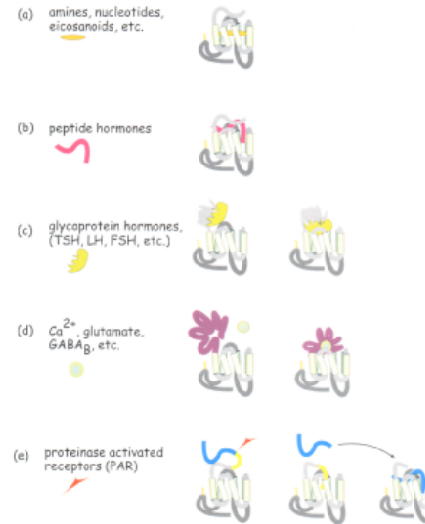 (a) amines, nucleotides,
eicosanoids, etc.
(b) peptide hormones
(c) glycoprotein hormones,
(TSH, LH, FSH, etc.)
(d) Ca²⁺, glutamate,
GABA_B, etc.
(e) proteinase activated
receptors (PAR)